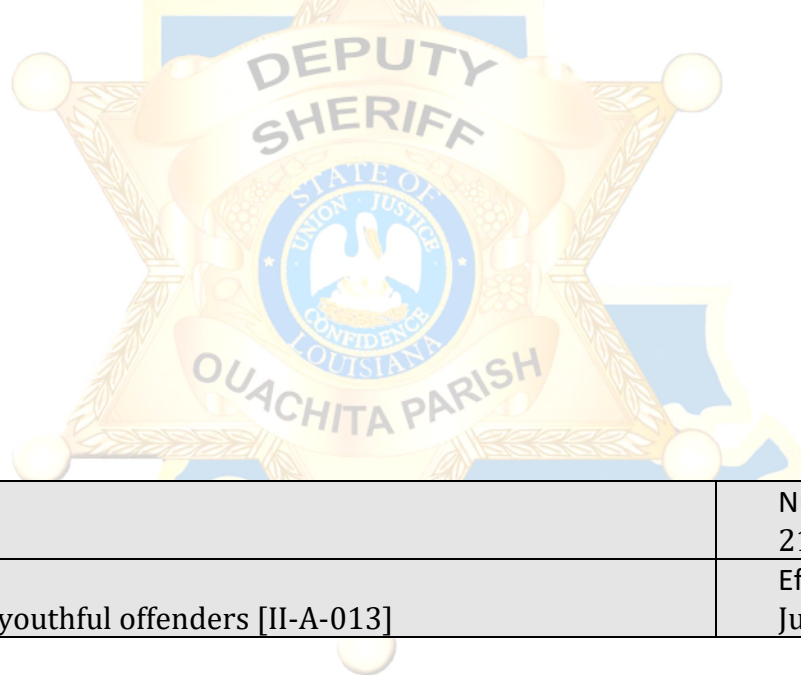 DEPUTY
SHERIFF
STATE OF
UNION · JUSTICE
CONFIDENCE
LOUISIANA
OUACHITA PARISH
N
21
Ef
youthful offenders [II-A-013]
Ju